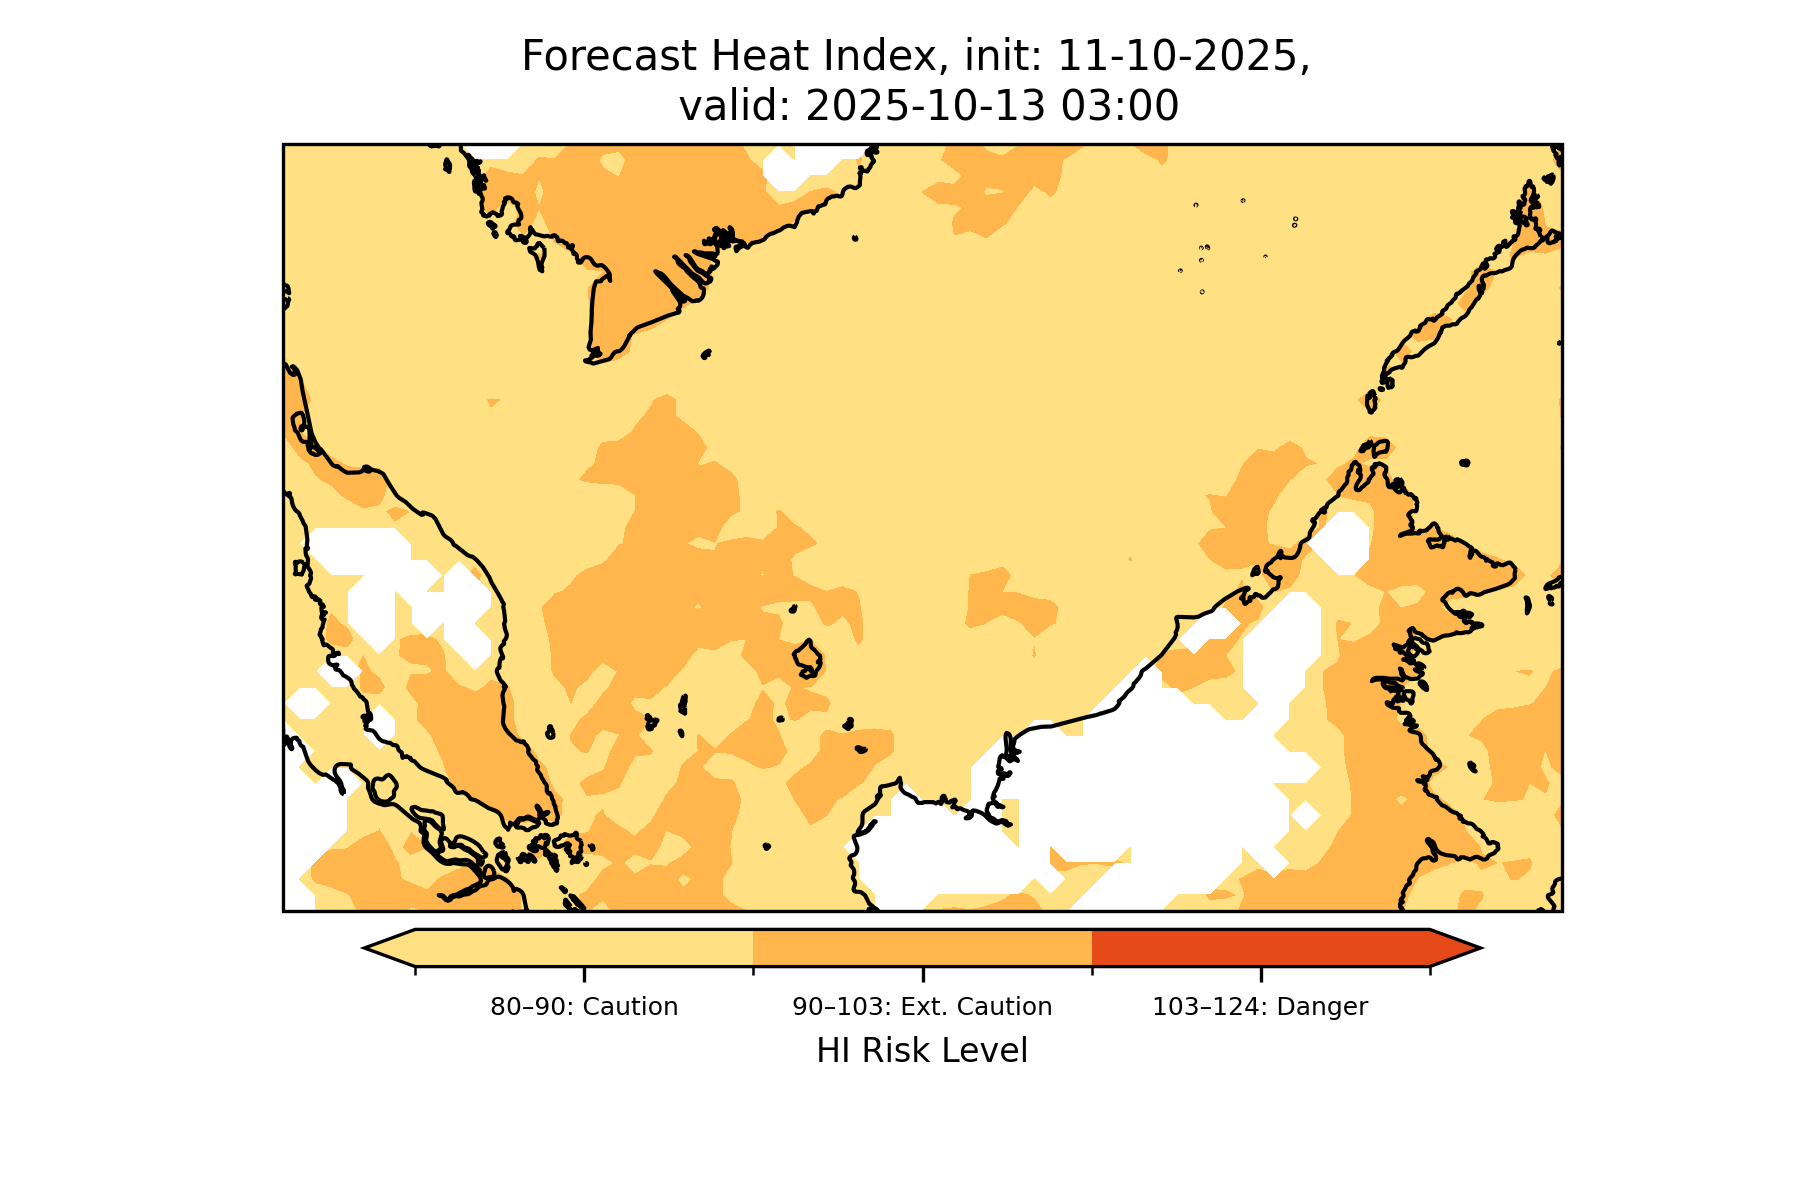 Forecast Heat Index, init: 11-10-2025,
valid: 2025-10-13 03:00
80–90: Caution
90–103: Ext. Caution
103–124: Danger
HI Risk Level